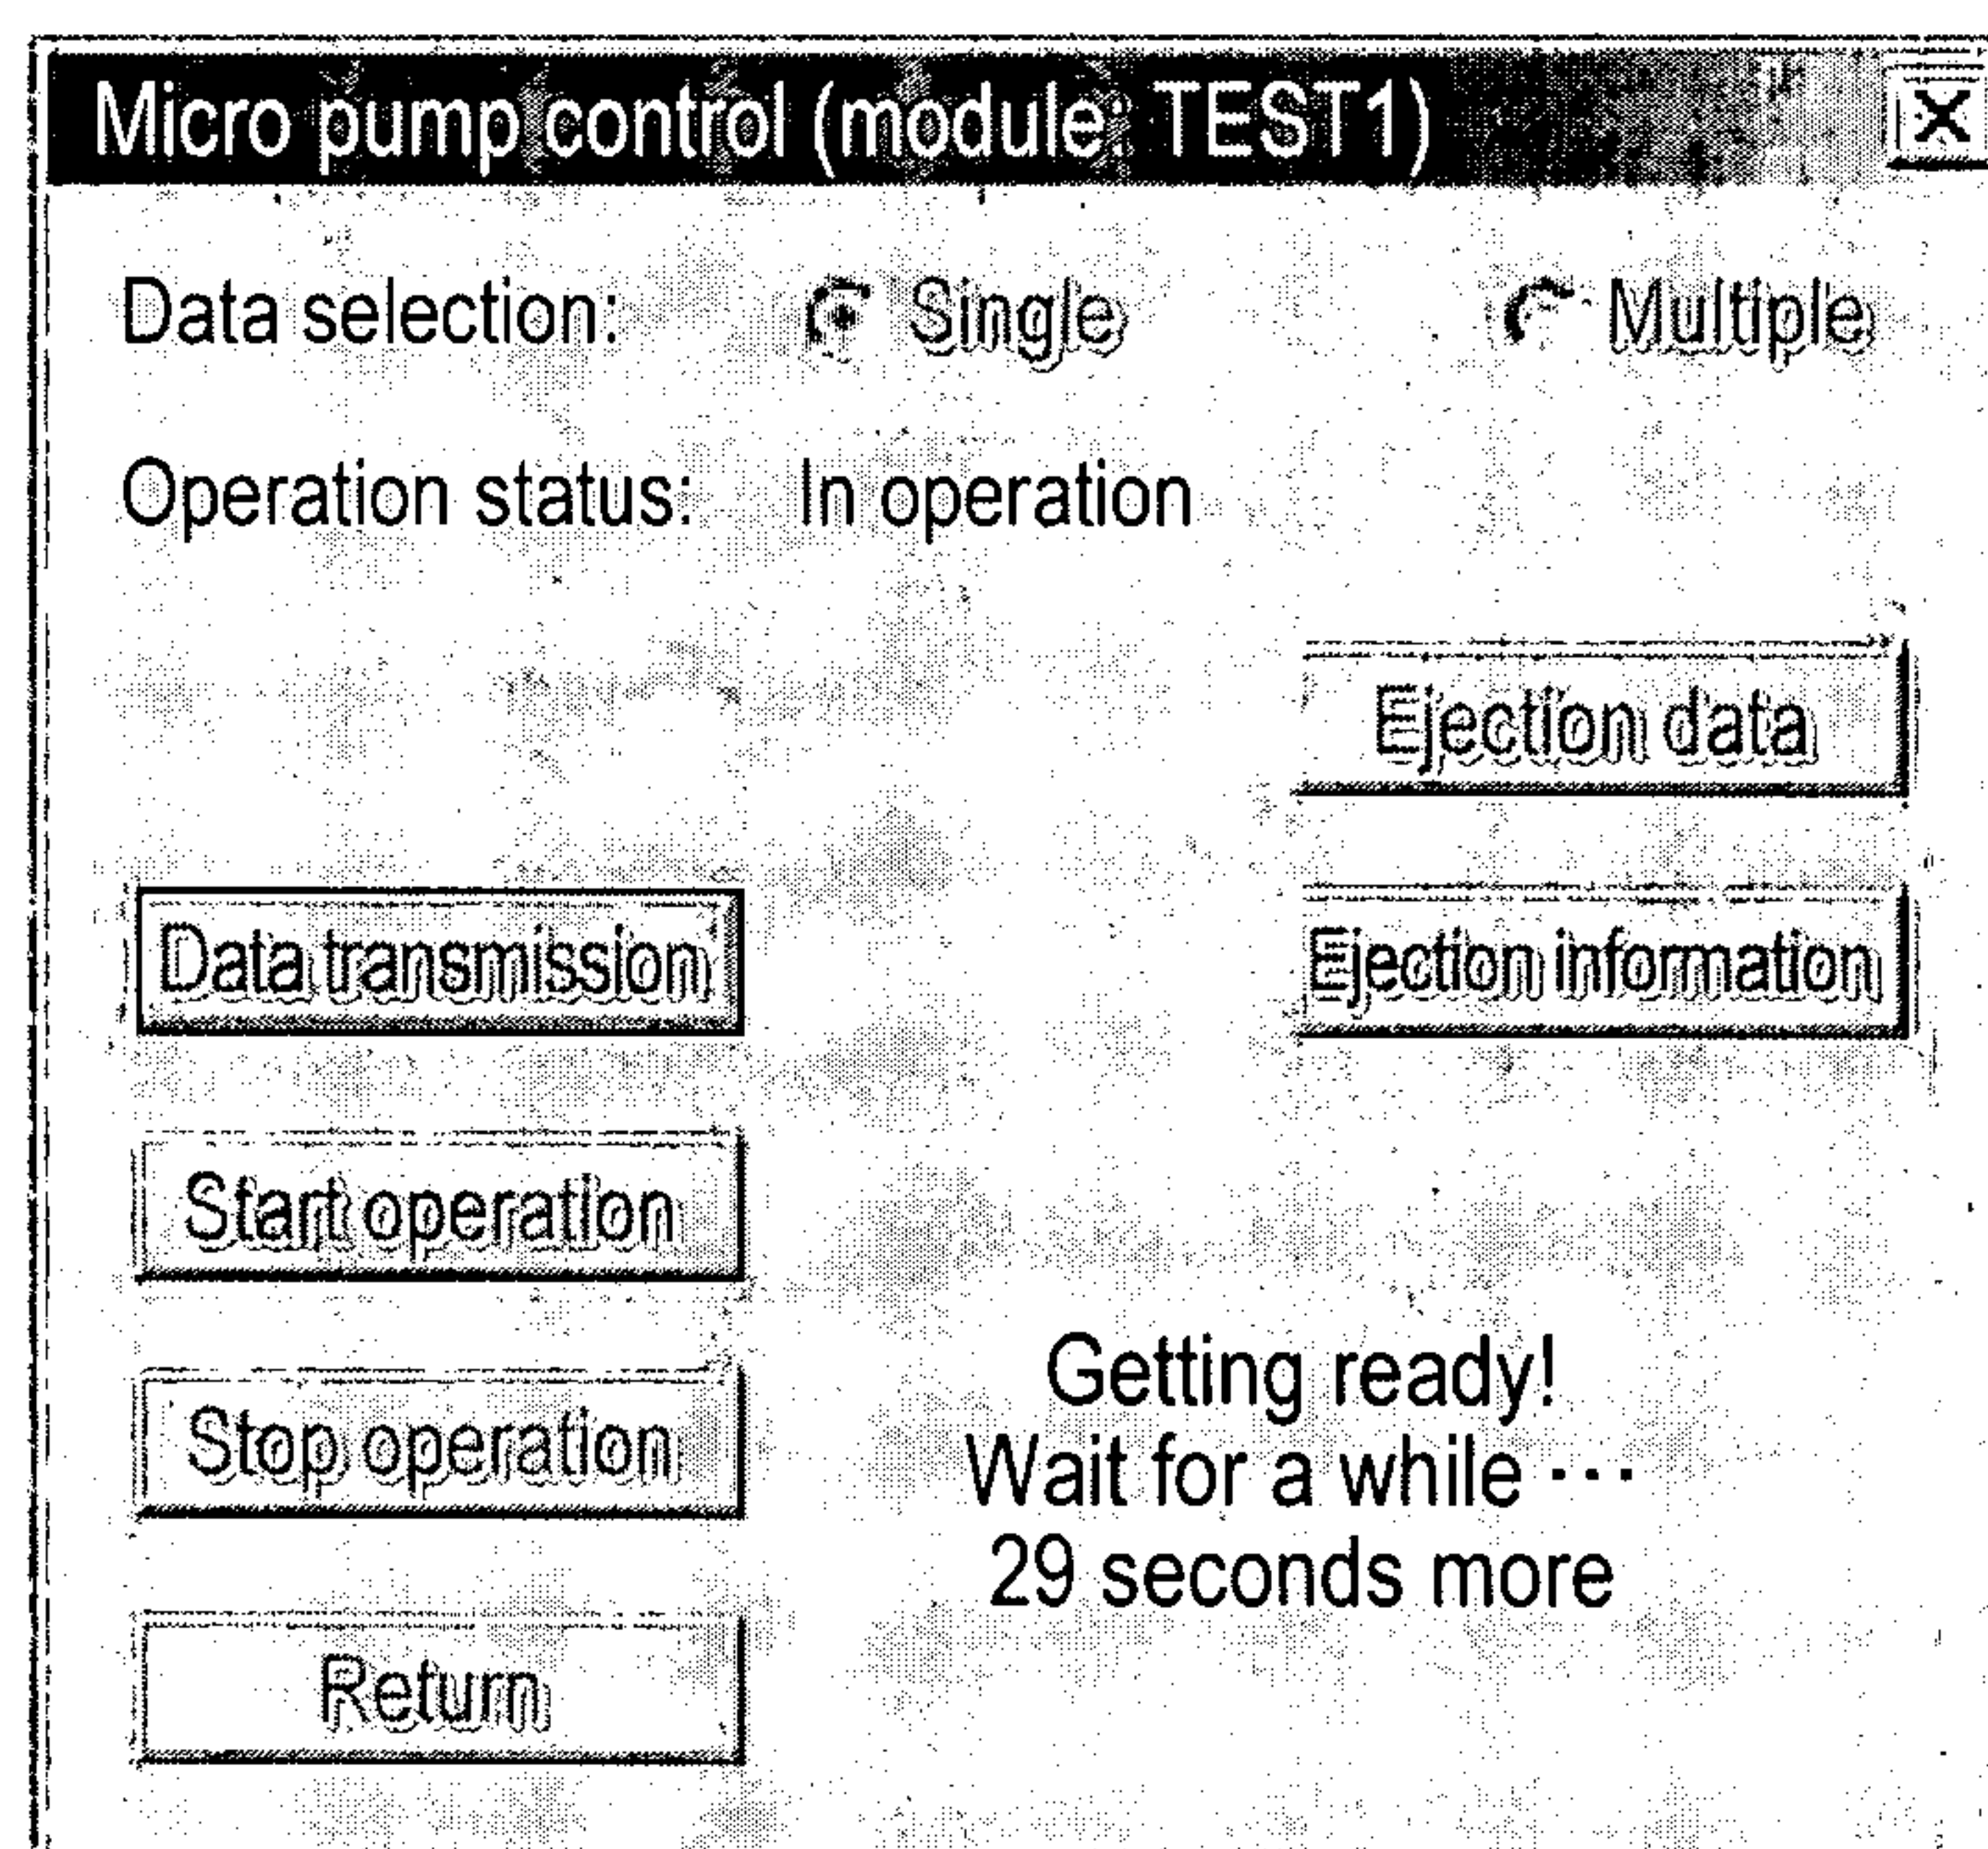 Micro pump control (module: TEST1)
Data selection: Single Multiple
Operation status: In operation
Ejection data
Data transmission Ejection information
Start operation
Stop operation
Getting ready!
Wait for a while ···
29 seconds more
Return